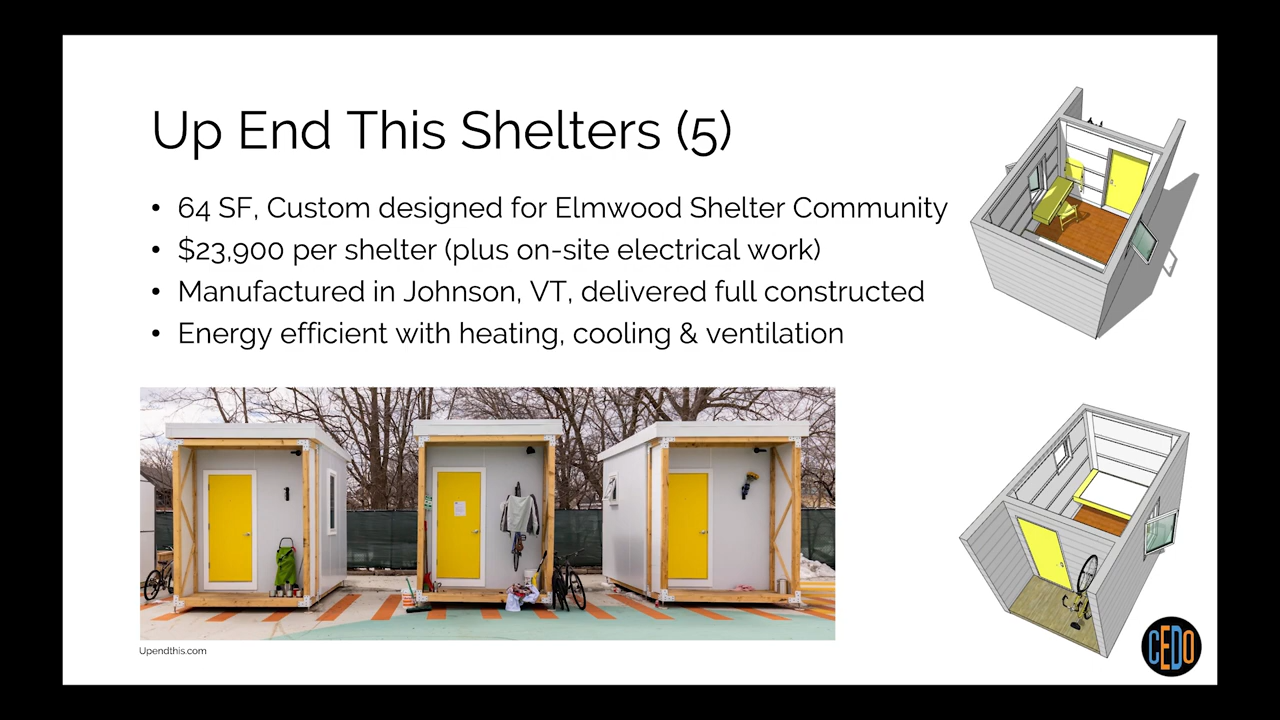 Up End This Shelters (5)
• 64 SF, Custom designed for Elmwood Shelter Community
• $23,900 per shelter (plus on-site electrical work)
• Manufactured in Johnson, VT, delivered full constructed
• Energy efficient with heating, cooling & ventilation
Upendthis.com
CEDO